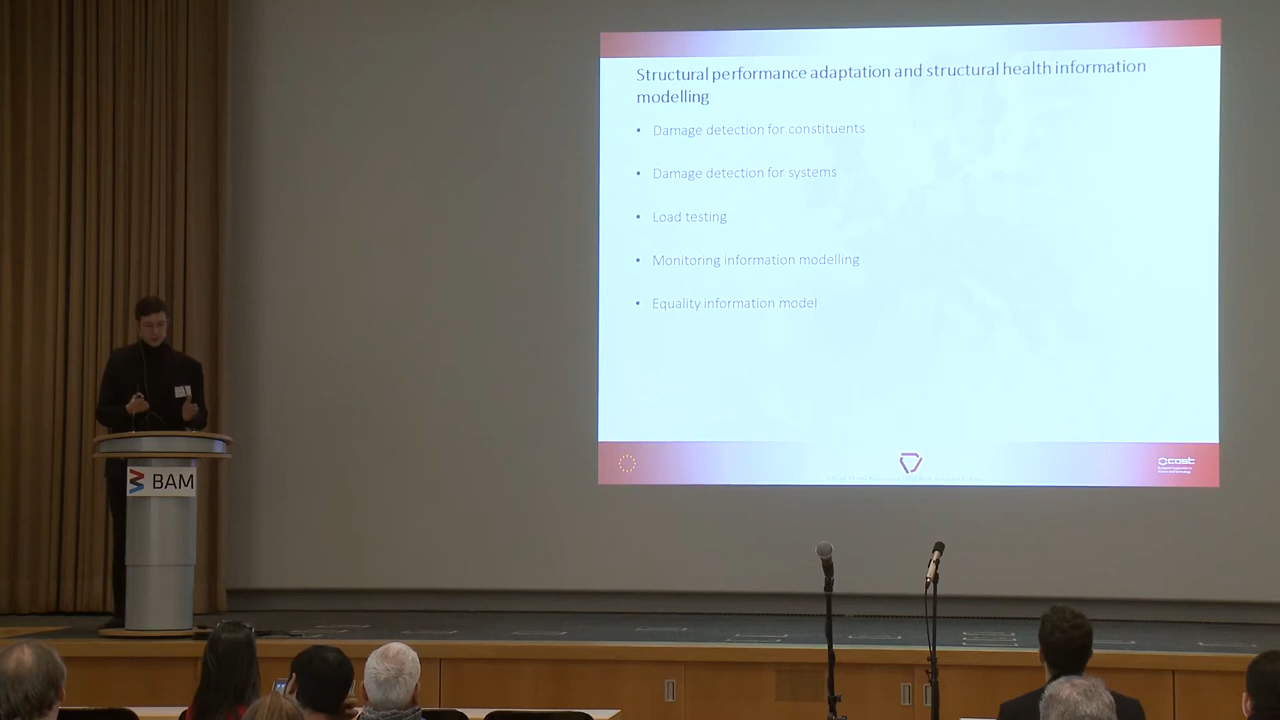 Structural performance adaptation and structural health information
modelling
• Damage detection for constituents
• Damage detection for systems
• Load testing
• Monitoring information modelling
• Equality information model
cost
BAM